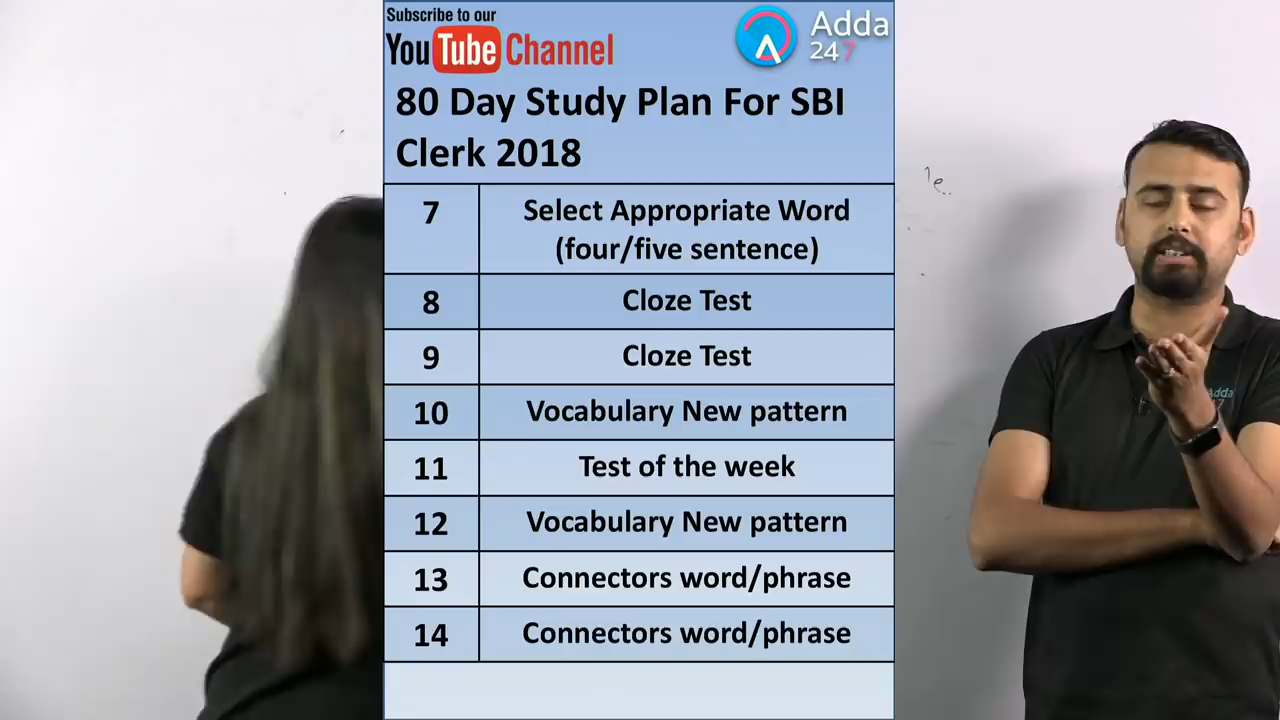 Subscribe to our
YouTube Channel
Adda
247
80 Day Study Plan For SBI
Clerk 2018
7 Select Appropriate Word
(four/five sentence)
8 Cloze Test
9 Cloze Test
10 Vocabulary New pattern
11 Test of the week
12 Vocabulary New pattern
13 Connectors word/phrase
14 Connectors word/phrase
Adda